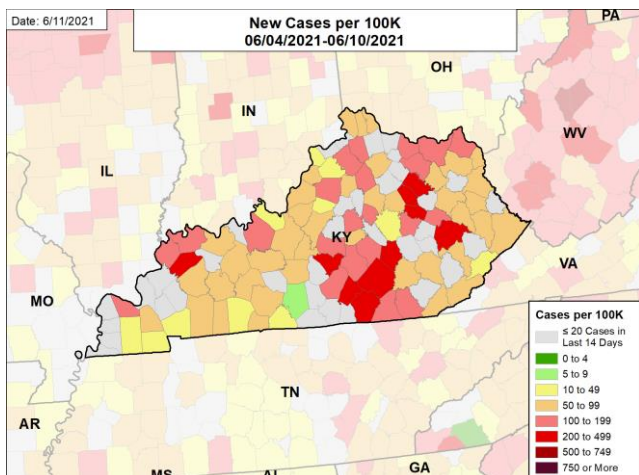 Date: 6/11/2021
New Cases per 100K
06/04/2021-06/10/2021
PA
OH
IN
IL
WV
KY
VA
MO
TN
AR
MS
AL
GA
Cases per 100K
≤ 20 Cases in
Last 14 Days
0 to 4
5 to 9
10 to 49
50 to 99
100 to 199
200 to 499
500 to 749
750 or More